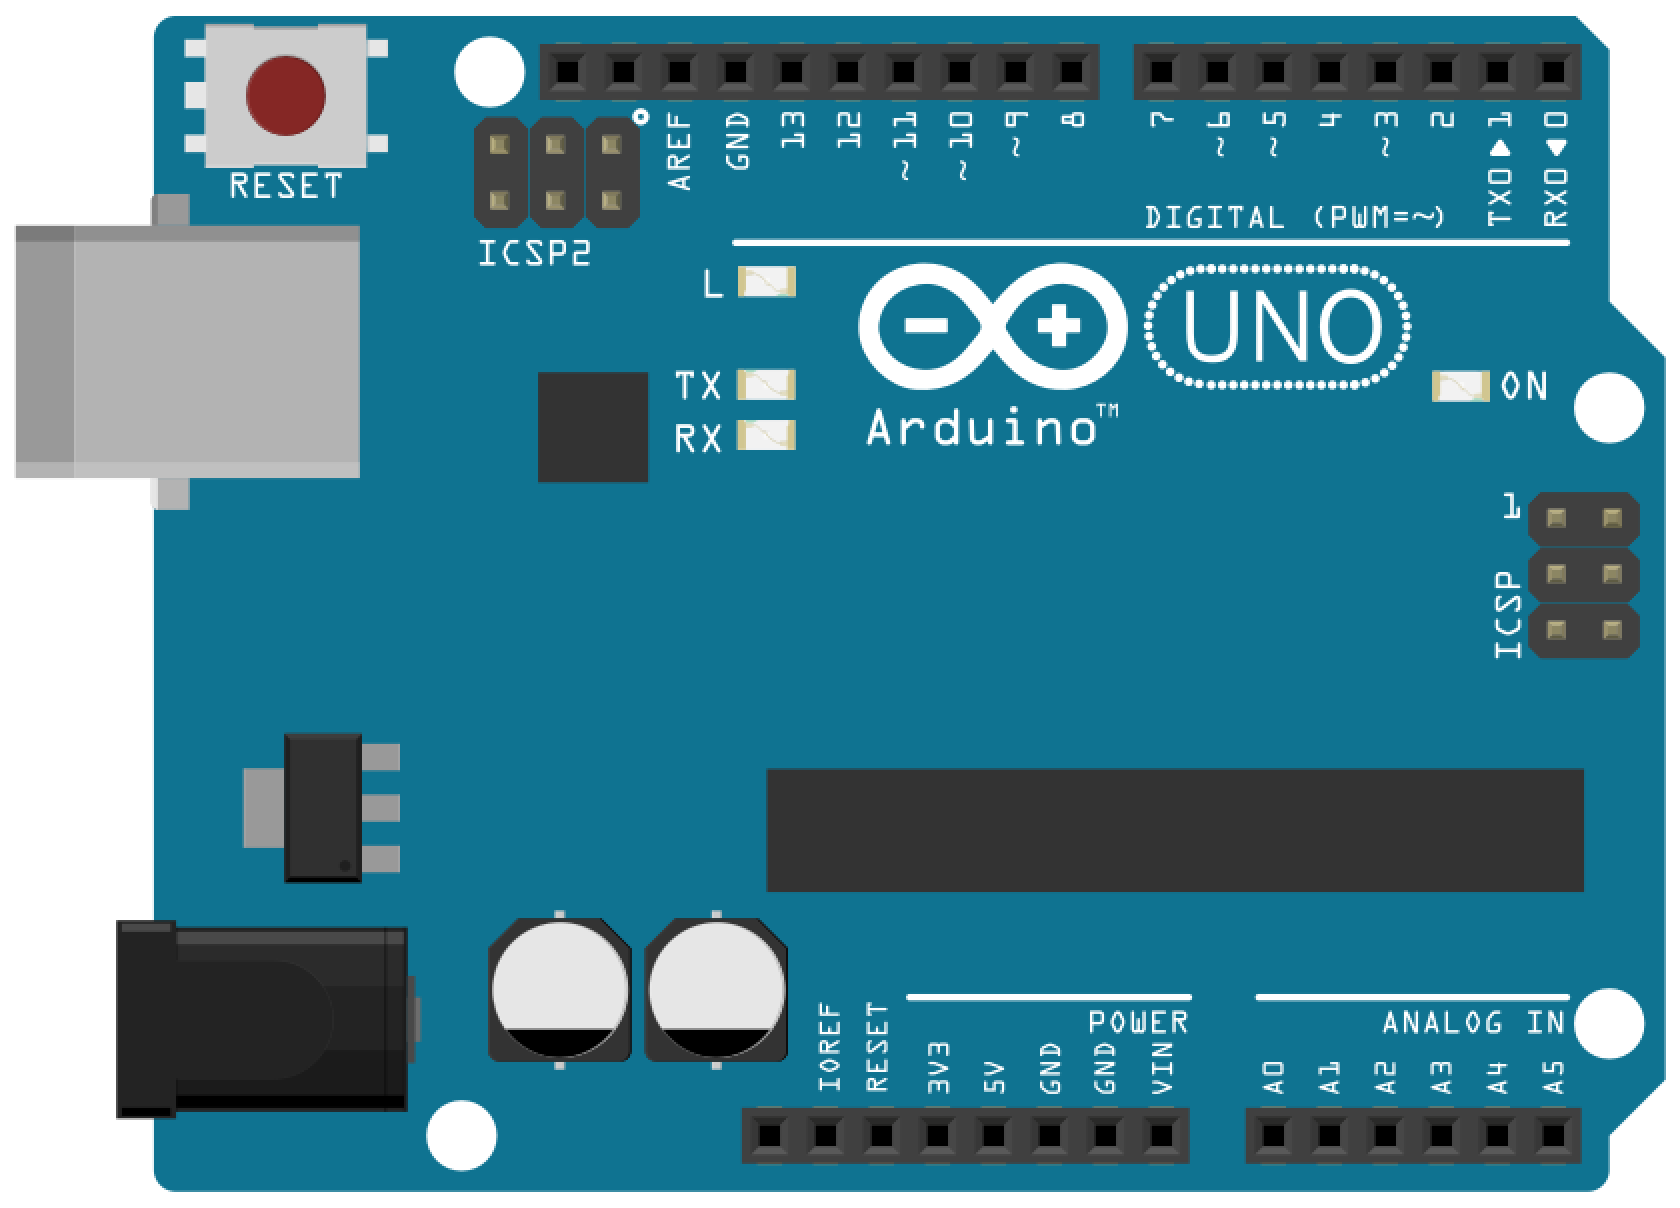 RESET
AREF
GND
13
12
~11
~10
~9
8
7
~6
~5
4
~3
2
TX0▶1
RX0◀0
DIGITAL (PWM=~)
ICSP2
L
TX
RX
UNO
Arduino™
ON
1
ICSP
POWER
ANALOG IN
IOREF
RESET
3V3
5V
GND
GND
VIN
A0
A1
A2
A3
A4
A5